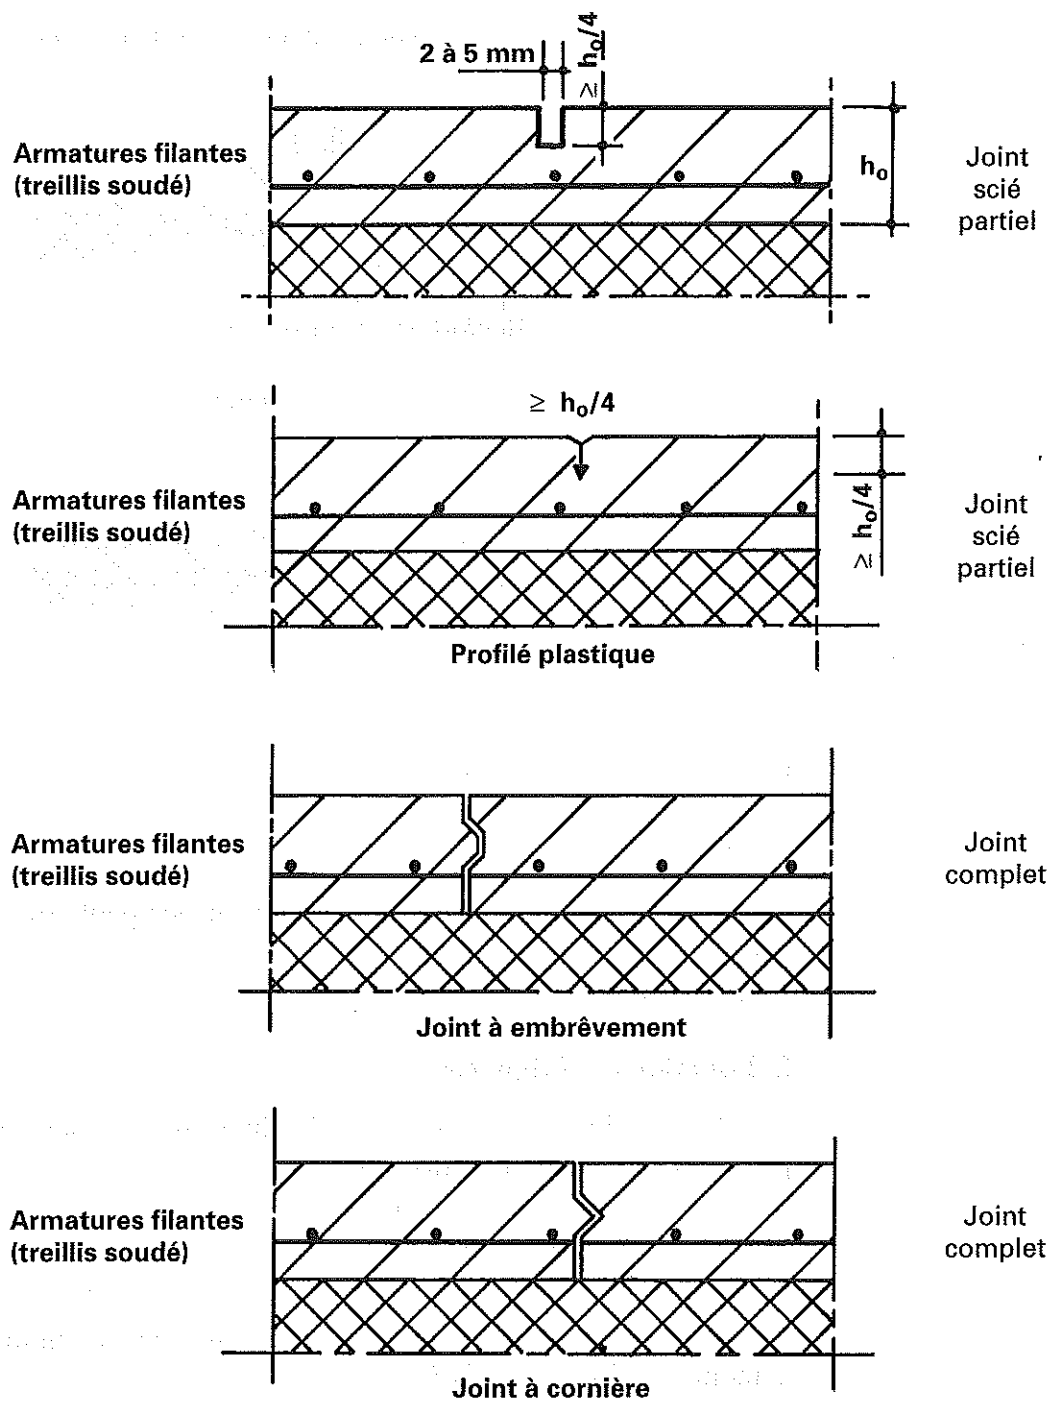 2 à 5 mm
≥ h₀/4
Armatures filantes
(treillis soudé)
h₀
Joint
scié
partiel
≥ h₀/4
Armatures filantes
(treillis soudé)
≥ h₀/4
Joint
scié
partiel
Profilé plastique
Armatures filantes
(treillis soudé)
Joint
complet
Joint à embrêvement
Armatures filantes
(treillis soudé)
Joint
complet
Joint à cornière